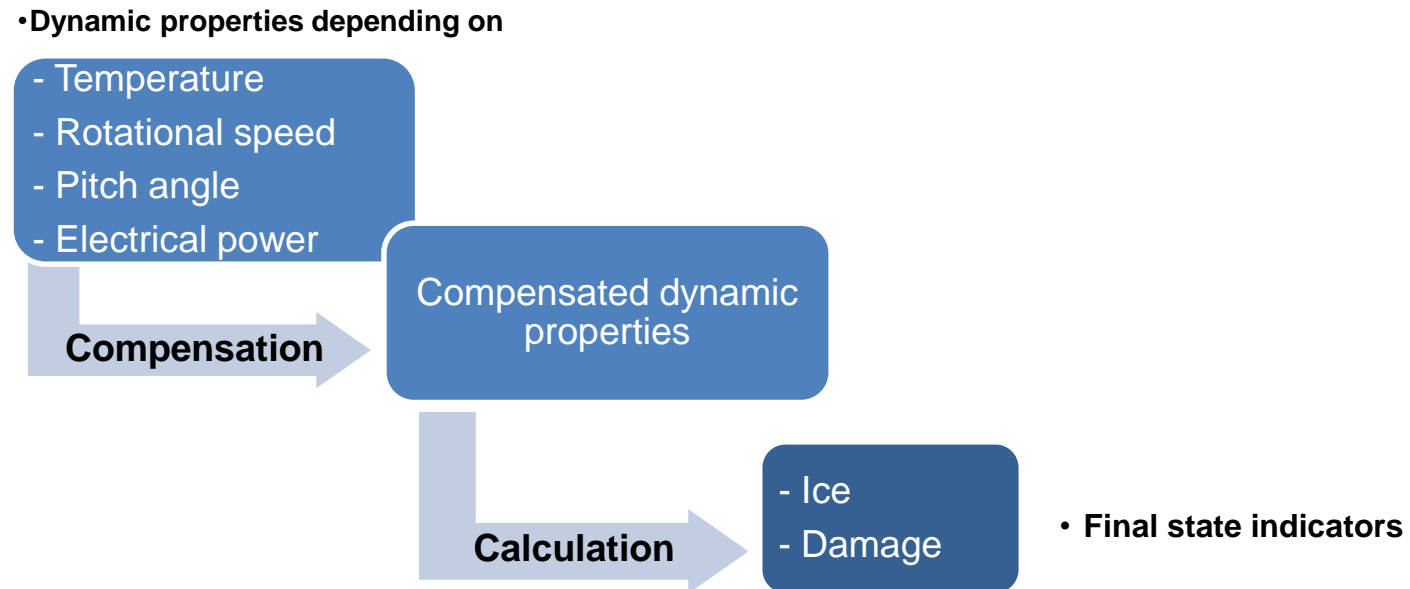 •Dynamic properties depending on
- Temperature
- Rotational speed
- Pitch angle
- Electrical power
Compensated dynamic
properties
Compensation
- Ice
- Damage
• Final state indicators
Calculation